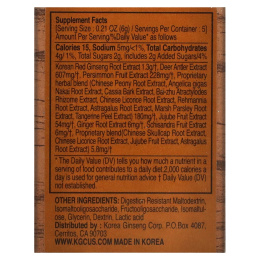 Supplement Facts
(Serving Size : 0.21 OZ (6g) / Servings Per Container : 5)
Amount Per Serving/%Daily Value* as follows
Calories 15, Sodium 5mg/<1%, Total Carbohydrates
4g/1%, Total Sugars 2g, Includes 2g Added Sugars/4%
Korean Red Ginseng Root Extract 1.3g†, Deer Antler Extract
607mg†, Persimmon Fruit Extract 228mg†, Proprietary
herbal blend(Chinese Peony Root Extract, Angelica gigas
Nakai Root Extract, Cassia Bark Extract, Bai-zhu Atractylodes
Rhizome Extract, Chinese Licorice Root Extract, Rehmannia
Root Extract, Astragalus Root Extract, Marsh Parsley Root
Extract), Tangerine Peel Extract) 190mg†, Jujube Fruit Extract
54mg†, Ginger Root Extract 6mg†, Schisandra Fruit Extract
6mg†, Proprietary blend(Chinese Skullcap Root Extract,
Chinese Licorice Root Extract, Jujube Fruit Extract, Astragalus
Root Extract) 5.8mg†
* The Daily Value (DV) tells you how much a nutrient in a
serving of food contributes to a daily diet 2,000 calories a
day is used for general nutrition advice † Daily Value (DV)
not established.
OTHER INGREDIENTS: Digestica Resistant Maltodextrin,
Isomaltooligosaccharide, Fructooligosaccharide, Isomaltul-
ose, Glycerin, Dextrin, Lactic acid
Distributed by Korea Ginseng Corp. P.O.Box 4087,
Cerritos, CA 90703
WWW.KGCUS.COM MADE IN KOREA